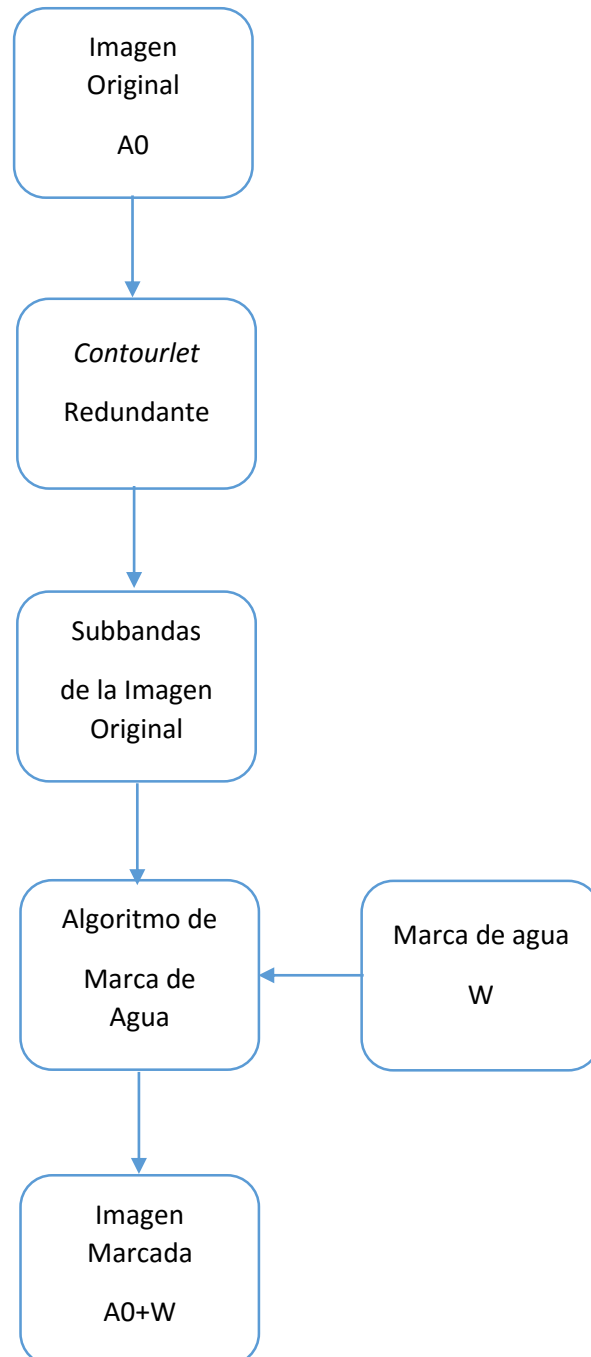 Imagen
Original
A0
Contourlet
Redundante
Subbandas
de la Imagen
Original
Algoritmo de
Marca de
Agua
Marca de agua
W
Imagen
Marcada
A0+W